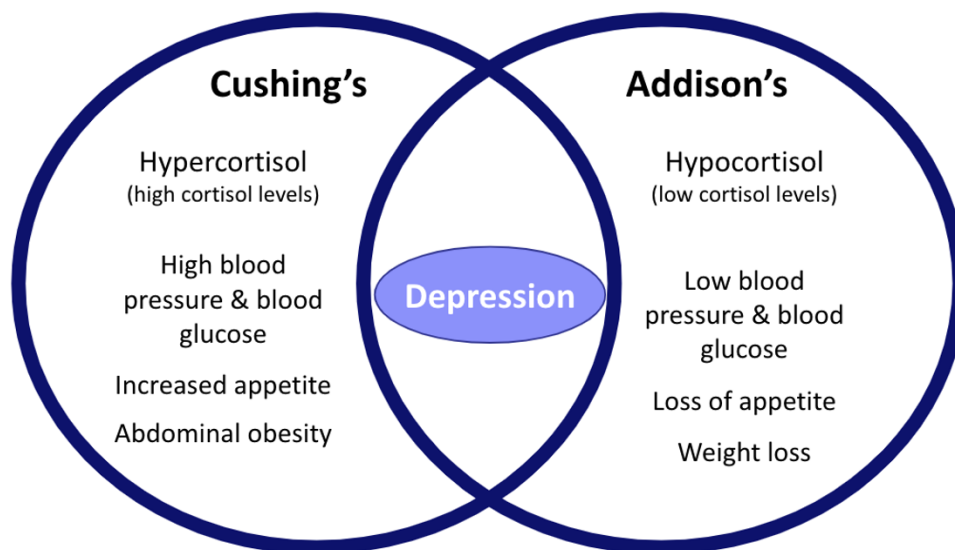 Cushing's
Hypercortisol
(high cortisol levels)
High blood
pressure & blood
glucose
Increased appetite
Abdominal obesity
Depression
Addison's
Hypocortisol
(low cortisol levels)
Low blood
pressure & blood
glucose
Loss of appetite
Weight loss